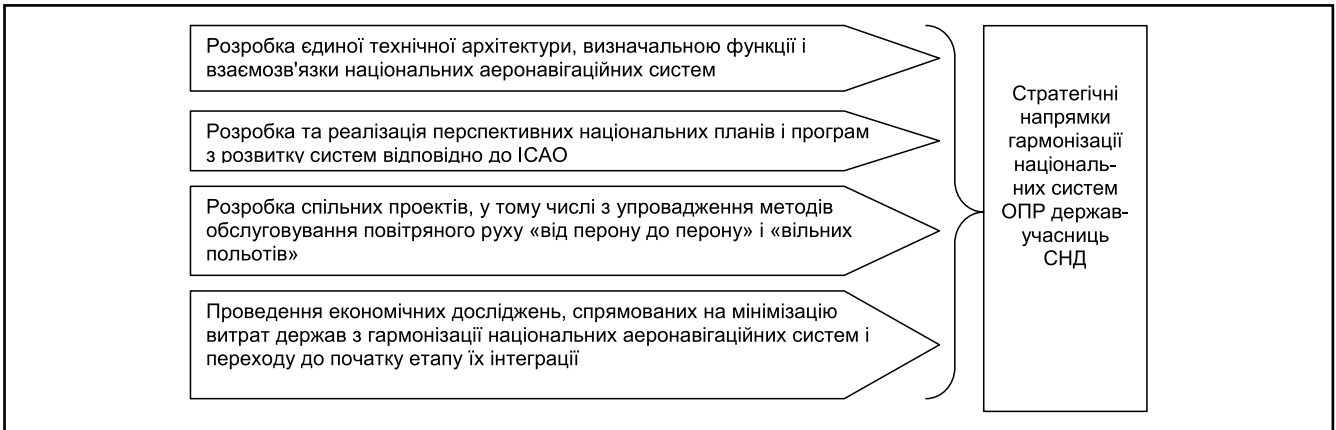 Розробка єдиної технічної архітектури, визначальною функції і
взаємозв'язки національних аеронавігаційних систем
Розробка та реалізація перспективних національних планів і програм
з розвитку систем відповідно до ІСАО
Розробка спільних проектів, у тому числі з упровадження методів
обслуговування повітряного руху «від перону до перону» і «вільних
польотів»
Проведення економічних досліджень, спрямованих на мінімізацію
витрат держав з гармонізації національних аеронавігаційних систем і
переходу до початку етапу їх інтеграції
Стратегічні
напрямки
гармонізації
національ-
них систем
ОПР держав-
учасниць
СНД